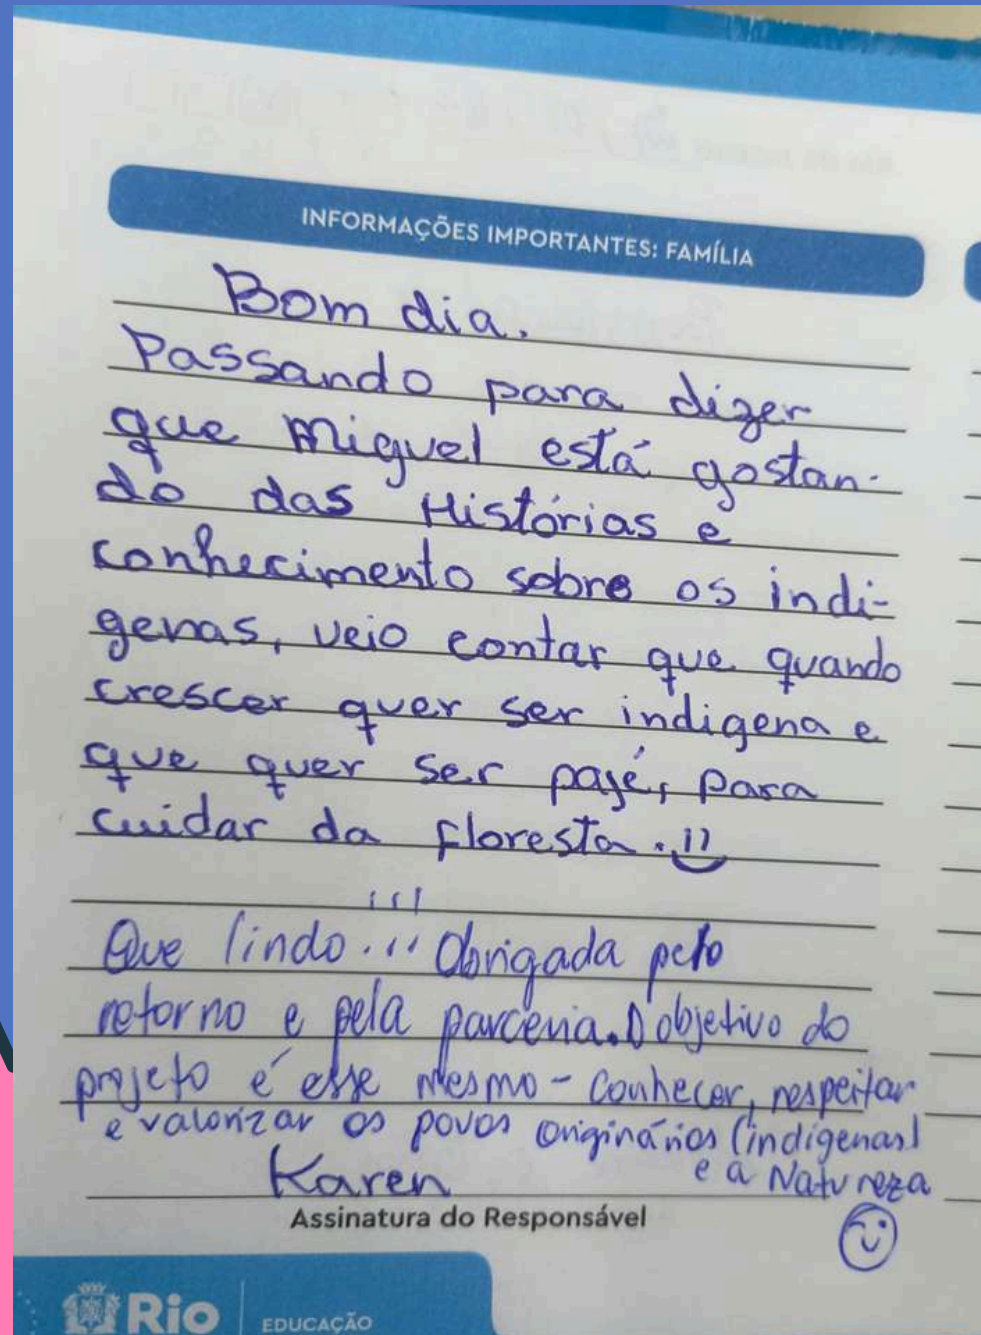 INFORMAÇÕES IMPORTANTES: FAMÍLIA
Bom dia.
Passando para dizer
que Miguel está gostan-
do das Histórias e
conhecimento sobre os indí-
genas, veio contar que quando
crescer quer ser indigena e
que quer ser pajé, para
cuidar da floresta.
Que lindo...!!! Obrigada pelo
retorno e pela parceria. O objetivo do
projeto é esse mesmo - Conhecer, respeitar
e valorizar os povos originários (indígenas)
e a Natureza
Karen
Assinatura do Responsável
Rio EDUCAÇÃO